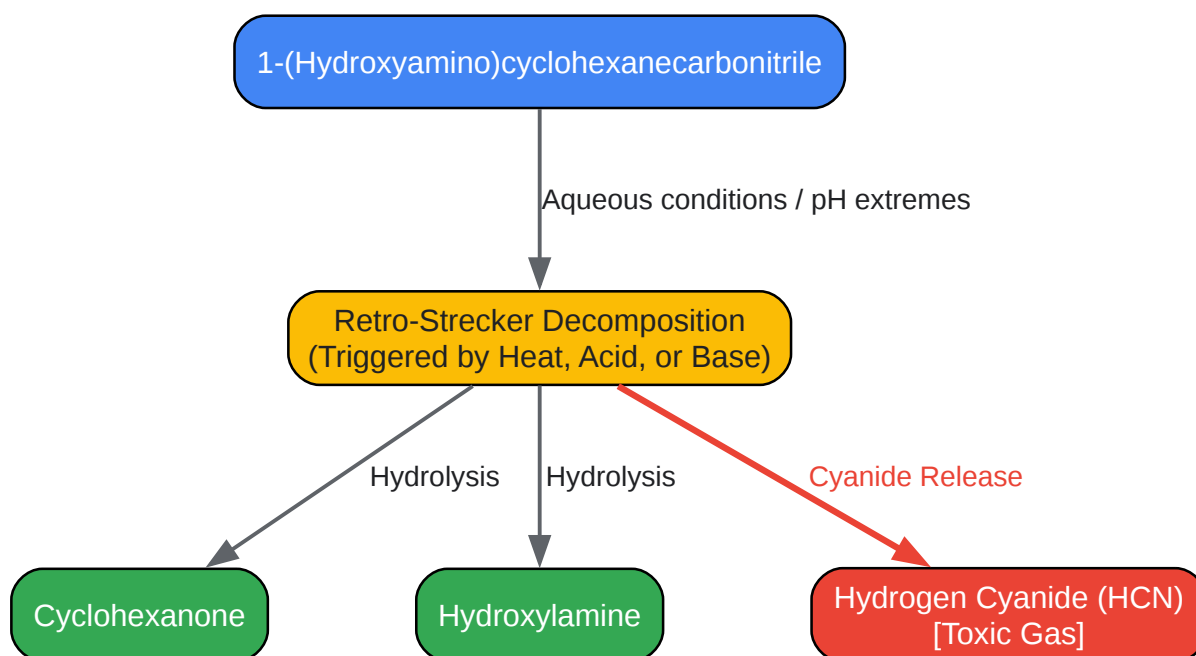 1-(Hydroxyamino)cyclohexanecarbonitrile
Aqueous conditions / pH extremes
Retro-Strecker Decomposition
(Triggered by Heat, Acid, or Base)
Hydrolysis
Hydrolysis
Cyanide Release
Cyclohexanone
Hydroxylamine
Hydrogen Cyanide (HCN)
[Toxic Gas]